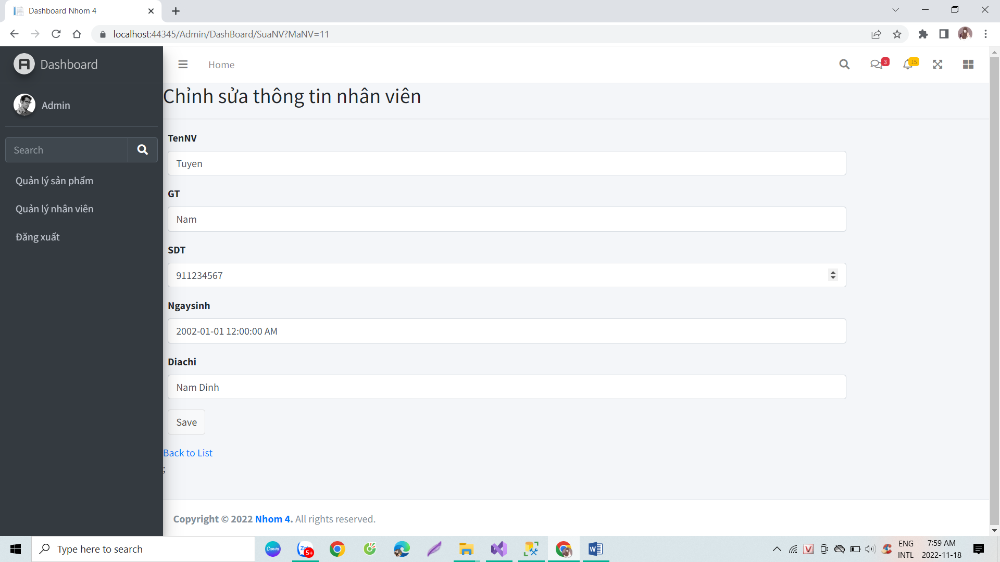 Dashboard Nhom 4
localhost:44345/Admin/DashBoard/SuaNV?MaNV=11
Dashboard
Home
3
15
Admin
Search
Quản lý sản phẩm
Quản lý nhân viên
Đăng xuất
Chỉnh sửa thông tin nhân viên
TenNV
Tuyen
GT
Nam
SDT
911234567
Ngaysinh
2002-01-01 12:00:00 AM
Diachi
Nam Dinh
Save
Back to List
;
Copyright © 2022 Nhom 4. All rights reserved.
Type here to search
Canva
5+
ENG
INTL
7:59 AM
2022-11-18